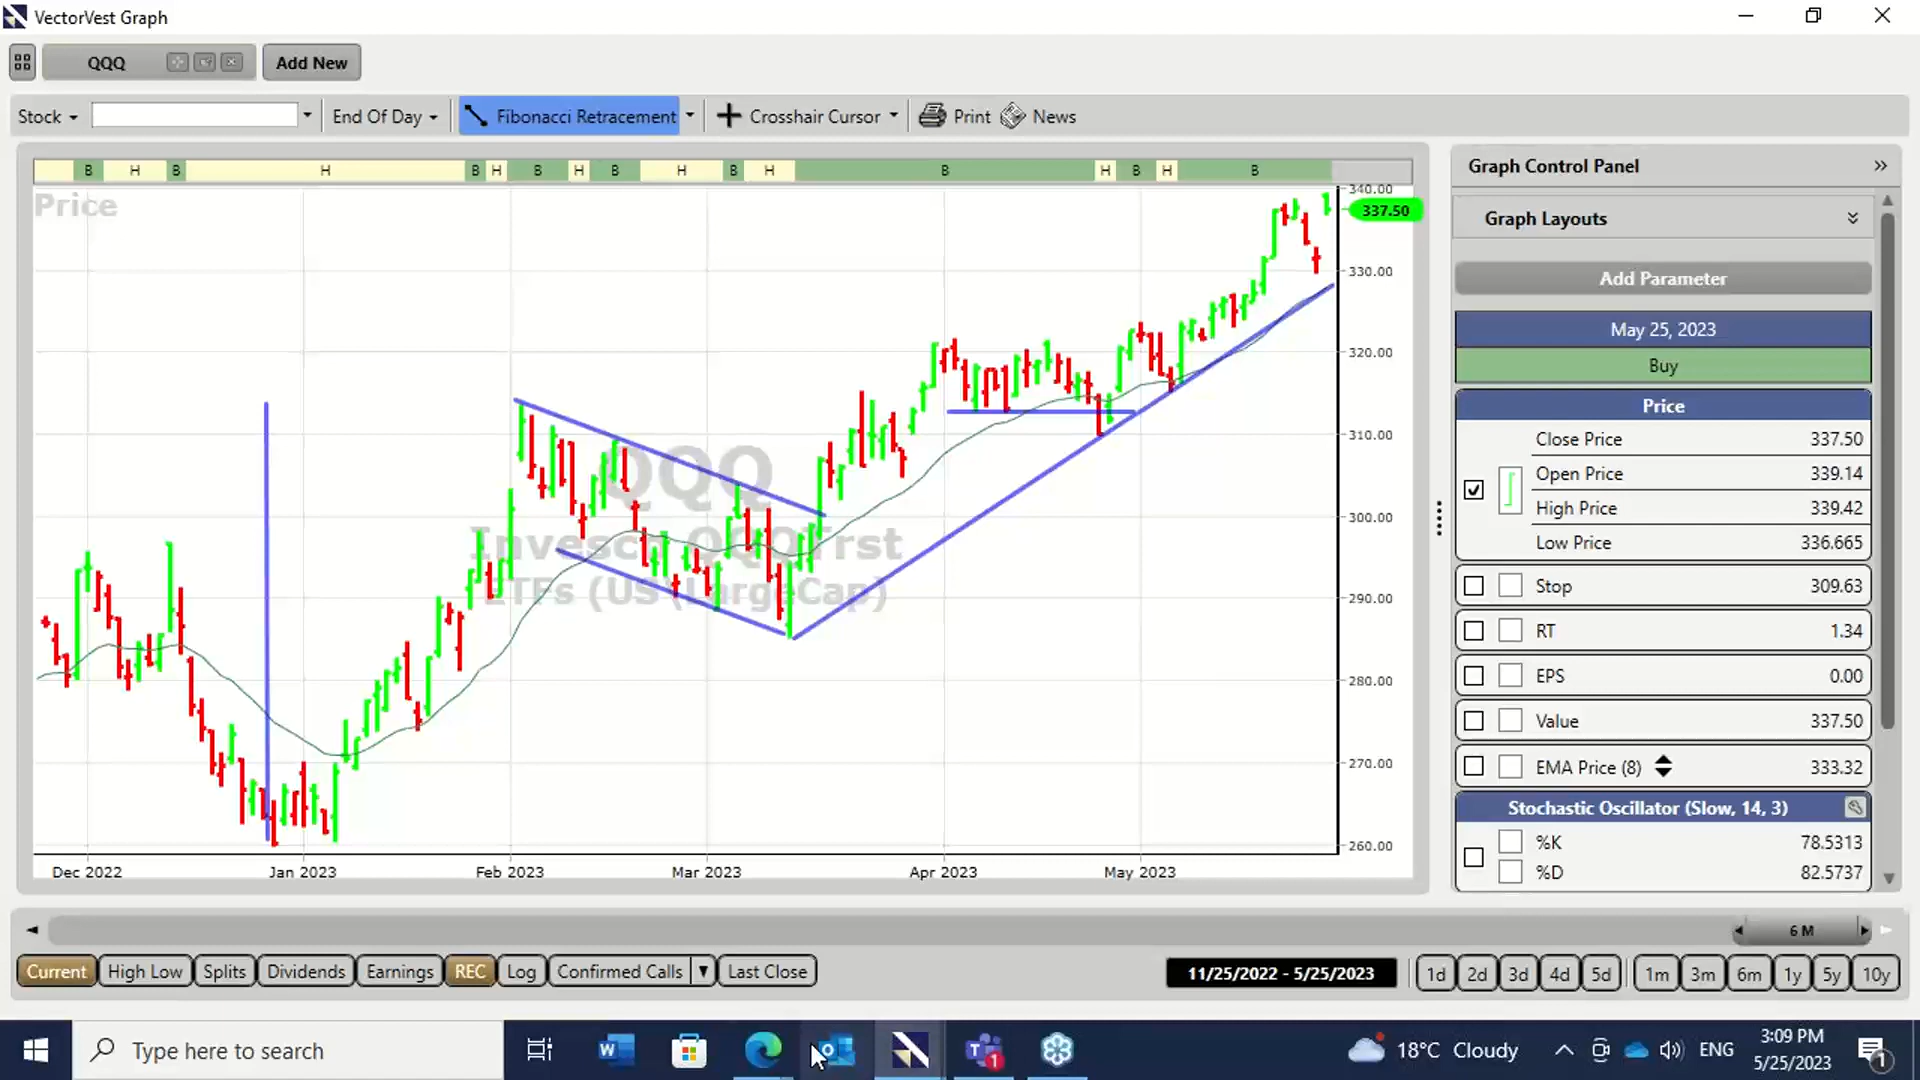 VectorVest Graph
QQQ
Add New
Stock
End Of Day
Fibonacci Retracement
Crosshair Cursor
Print
News
B H B H B H B H B H B H B H B H B
Price
340.00
337.50
330.00
320.00
310.00
300.00
290.00
280.00
270.00
260.00
QQQ
Invesco QQQTrst
ETFs (US\LargeCap)
Dec 2022 Jan 2023 Feb 2023 Mar 2023 Apr 2023 May 2023
Graph Control Panel
Graph Layouts
Add Parameter
May 25, 2023
Buy
Price
Close Price 337.50
Open Price 339.14
High Price 339.42
Low Price 336.665
Stop 309.63
RT 1.34
EPS 0.00
Value 337.50
EMA Price (8) 333.32
Stochastic Oscillator (Slow, 14, 3)
%K 78.5313
%D 82.5737
6 M
Current High Low Splits Dividends Earnings REC Log Confirmed Calls Last Close
11/25/2022 - 5/25/2023
1d 2d 3d 4d 5d 1m 3m 6m 1y 5y 10y
Type here to search
18°C Cloudy
ENG
3:09 PM
5/25/2023
1
1